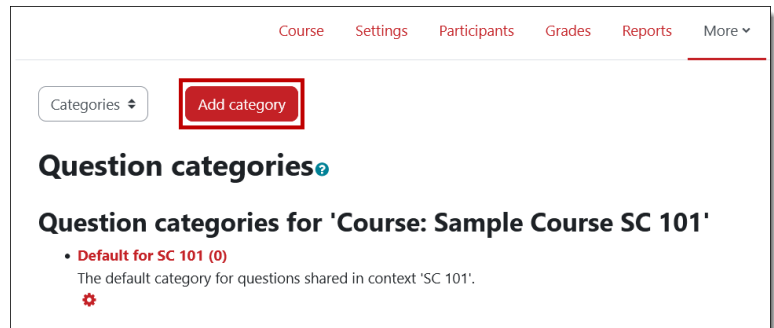 Course Settings Participants Grades Reports More
Categories Add category
Question categories
Question categories for 'Course: Sample Course SC 101'
Default for SC 101 (0)
The default category for questions shared in context 'SC 101'.